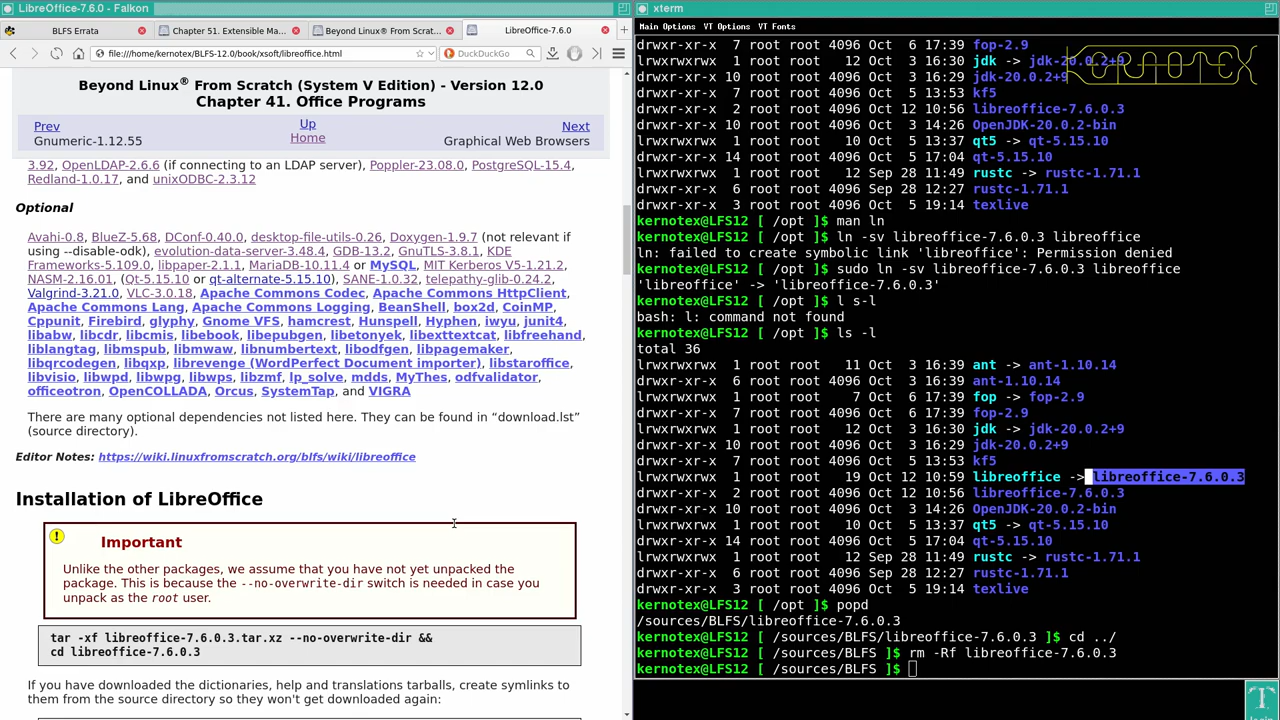 LibreOffice-7.6.0.3 - Falkon
BLFS Errata
Chapter 51. Extensible Ma...
Beyond Linux® From Scrat...
LibreOffice-7.6.0.3
file:///home/kernotex/BLFS-12.0/book/xsoft/libreoffice.html
DuckDuckGo
Beyond Linux® From Scratch (System V Edition) - Version 12.0
Chapter 41. Office Programs
Prev
Up
Next
Gnumeric-1.12.55
Home
Graphical Web Browsers
3.92, OpenLDAP-2.6.6 (if connecting to an LDAP server), Poppler-23.08.0, PostgreSQL-15.4,
Redland-1.0.17, and unixODBC-2.3.12
Optional
Avahi-0.8, BlueZ-5.68, DConf-0.40.0, desktop-file-utils-0.26, Doxygen-1.9.7 (not relevant if
using --disable-odk), evolution-data-server-3.48.4, GDB-13.2, GnuTLS-3.8.1, KDE
Frameworks-5.109.0, libpaper-2.1.1, MariaDB-10.11.4 or MySQL, MIT Kerberos V5-1.21.2,
NASM-2.16.01, (Qt-5.15.10 or qt-alternate-5.15.10), SANE-1.0.32, telepathy-glib-0.24.2,
Valgrind-3.21.0, VLC-3.0.18, Apache Commons Codec, Apache Commons HttpClient,
Apache Commons Lang, Apache Commons Logging, BeanShell, box2d, CoinMP,
Cppunit, Firebird, glyphy, Gnome VFS, hamcrest, Hunspell, Hyphen, iwyu, junit4,
libabw, libcdr, libcmis, libebook, libepubgen, libetonyek, libexttextcat, libfreehand,
liblangtag, libmspub, libmwaw, libnumbertext, libodfgen, libpagemaker,
libqrcodegen, libqxp, librevenge (WordPerfect Document importer), libstaroffice,
libvisio, libwpd, libwpg, libwps, libzmf, lp_solve, mdds, MyThes, odfvalidator,
officeotron, OpenCOLLADA, Orcus, SystemTap, and VIGRA
There are many optional dependencies not listed here. They can be found in “download.lst”
(source directory).
Editor Notes: https://wiki.linuxfromscratch.org/blfs/wiki/libreoffice
Installation of LibreOffice
Important
Unlike the other packages, we assume that you have not yet unpacked the
package. This is because the --no-overwrite-dir switch is needed in case you
unpack as the root user.
tar -xf libreoffice-7.6.0.3.tar.xz --no-overwrite-dir &&
cd libreoffice-7.6.0.3
If you have downloaded the dictionaries, help and translations tarballs, create symlinks to
them from the source directory so they won't get downloaded again:
xterm
Main Options VT Options VT Fonts
KERNOTEX
drwxr-xr-x 7 root root 4096 Oct 6 17:39 fop-2.9
lrwxrwxrwx 1 root root 12 Oct 3 16:30 jdk -> jdk-20.0.2+9
drwxr-xr-x 10 root root 4096 Oct 3 16:29 jdk-20.0.2+9
drwxr-xr-x 7 root root 4096 Oct 5 13:53 kf5
drwxr-xr-x 2 root root 4096 Oct 12 10:56 libreoffice-7.6.0.3
drwxr-xr-x 10 root root 4096 Oct 3 14:26 OpenJDK-20.0.2-bin
lrwxrwxrwx 1 root root 10 Oct 5 13:37 qt5 -> qt-5.15.10
drwxr-xr-x 14 root root 4096 Oct 5 17:04 qt-5.15.10
lrwxrwxrwx 1 root root 12 Sep 28 11:49 rustc -> rustc-1.71.1
drwxr-xr-x 6 root root 4096 Sep 28 12:27 rustc-1.71.1
drwxr-xr-x 3 root root 4096 Oct 5 19:14 texlive
kernotex@LFS12 [ /opt ]$ man ln
kernotex@LFS12 [ /opt ]$ ln -sv libreoffice-7.6.0.3 libreoffice
ln: failed to create symbolic link 'libreoffice': Permission denied
kernotex@LFS12 [ /opt ]$ sudo ln -sv libreoffice-7.6.0.3 libreoffice
'libreoffice' -> 'libreoffice-7.6.0.3'
kernotex@LFS12 [ /opt ]$ l s-l
bash: l: command not found
kernotex@LFS12 [ /opt ]$ ls -l
total 36
lrwxrwxrwx 1 root root 11 Oct 3 16:39 ant -> ant-1.10.14
drwxr-xr-x 6 root root 4096 Oct 3 16:39 ant-1.10.14
lrwxrwxrwx 1 root root 7 Oct 6 17:39 fop -> fop-2.9
drwxr-xr-x 7 root root 4096 Oct 6 17:39 fop-2.9
lrwxrwxrwx 1 root root 12 Oct 3 16:30 jdk -> jdk-20.0.2+9
drwxr-xr-x 10 root root 4096 Oct 3 16:29 jdk-20.0.2+9
drwxr-xr-x 7 root root 4096 Oct 5 13:53 kf5
lrwxrwxrwx 1 root root 19 Oct 12 10:59 libreoffice -> libreoffice-7.6.0.3
drwxr-xr-x 2 root root 4096 Oct 12 10:56 libreoffice-7.6.0.3
drwxr-xr-x 10 root root 4096 Oct 3 14:26 OpenJDK-20.0.2-bin
lrwxrwxrwx 1 root root 10 Oct 5 13:37 qt5 -> qt-5.15.10
drwxr-xr-x 14 root root 4096 Oct 5 17:04 qt-5.15.10
lrwxrwxrwx 1 root root 12 Sep 28 11:49 rustc -> rustc-1.71.1
drwxr-xr-x 6 root root 4096 Sep 28 12:27 rustc-1.71.1
drwxr-xr-x 3 root root 4096 Oct 5 19:14 texlive
kernotex@LFS12 [ /opt ]$ popd
/sources/BLFS/libreoffice-7.6.0.3
kernotex@LFS12 [ /sources/BLFS/libreoffice-7.6.0.3 ]$ cd ../
kernotex@LFS12 [ /sources/BLFS ]$ rm -Rf libreoffice-7.6.0.3
kernotex@LFS12 [ /sources/BLFS ]$